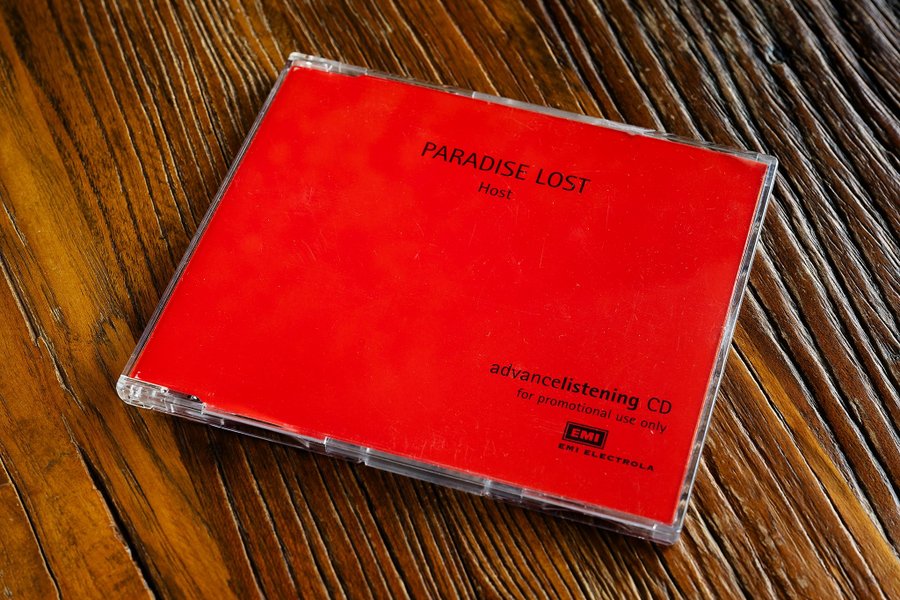 PARADISE LOST
Host
advancelistening CD
for promotional use only
EMI
EMI ELECTROLA